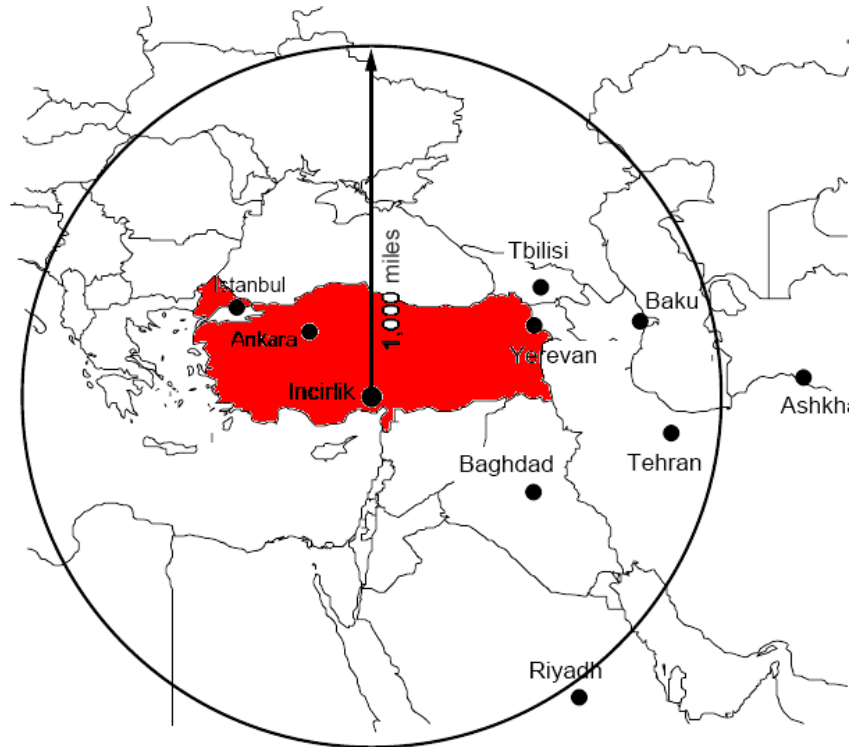 Tbilisi
Istanbul
1,000 miles
Baku
Ankara
Yerevan
Incirlik
Ashkha
Baghdad
Tehran
Riyadh